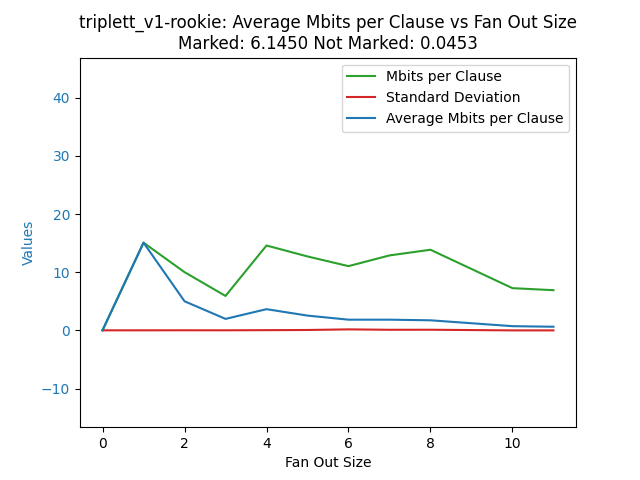 triplett_v1-rookie: Average Mbits per Clause vs Fan Out Size
Marked: 6.1450 Not Marked: 0.0453
Mbits per Clause
Standard Deviation
Average Mbits per Clause
40
30
20
10
0
−10
Values
0 2 4 6 8 10
Fan Out Size